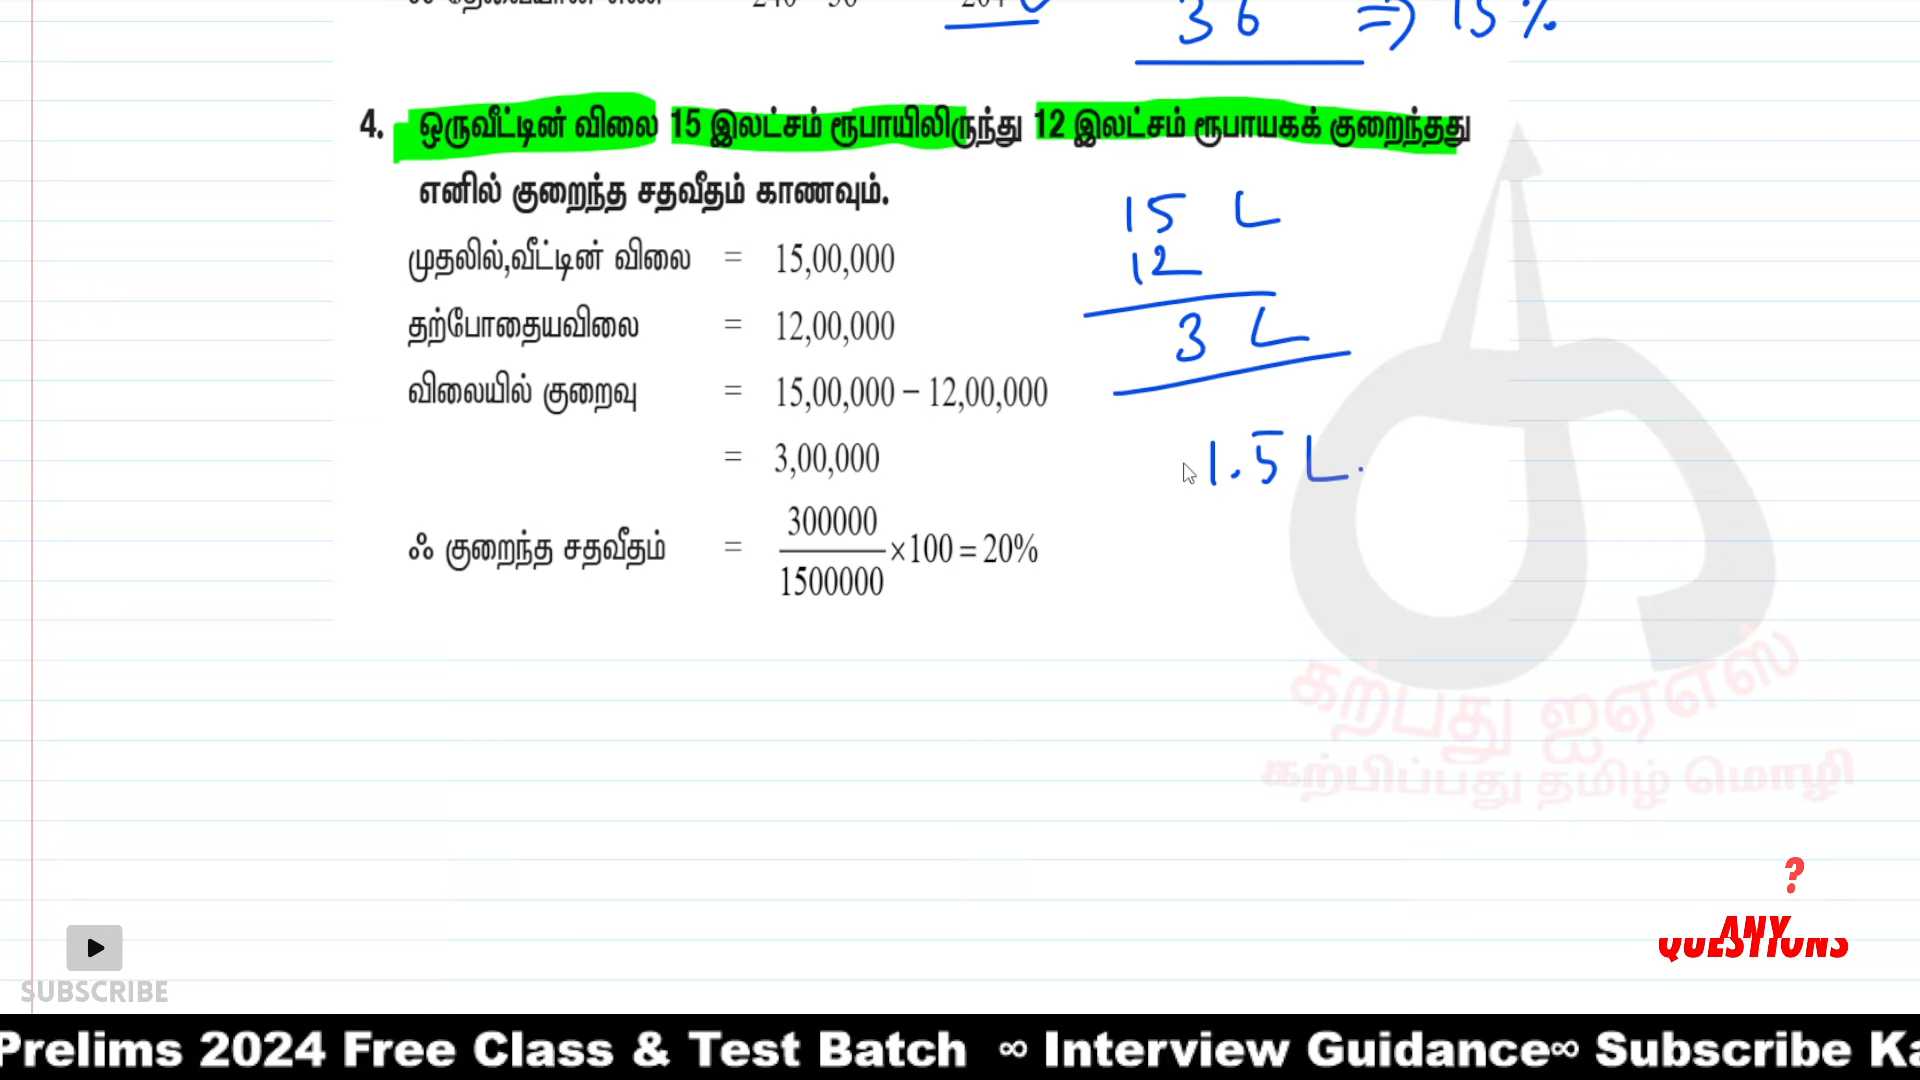 36 ⇒ 15%
4. ஒருவீட்டின் விலை 15 இலட்சம் ரூபாயிலிருந்து 12 இலட்சம் ரூபாயகக் குறைந்தது
எனில் குறைந்த சதவீதம் காணவும்.
முதலில்,வீட்டின் விலை = 15,00,000
தற்போதையவிலை = 12,00,000
விலையில் குறைவு = 15,00,000 – 12,00,000
= 3,00,000
ஃ குறைந்த சதவீதம் = 300000/1500000 ×100 = 20%
15 L
12
3 L
1.5 L.
கற்பது ஐஏஎஸ்
கற்பிப்பது தமிழ் மொழி
?
ANY
QUESTIONS
SUBSCRIBE
Prelims 2024 Free Class & Test Batch ∞ Interview Guidance∞ Subscribe Ka